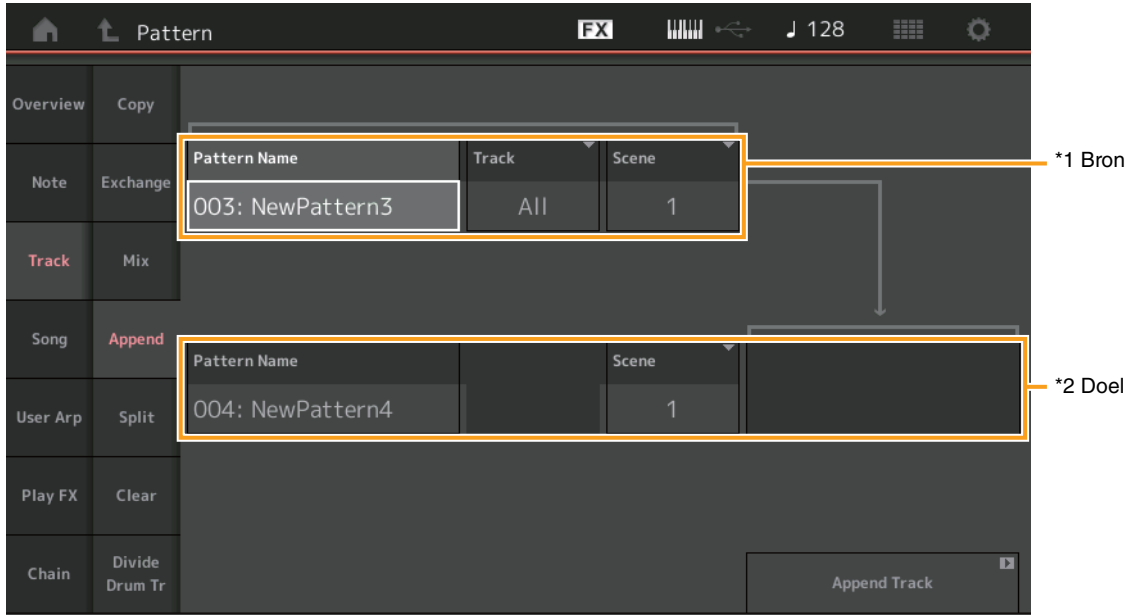 Pattern
FX
♩ 128
Overview
Copy
Pattern Name
Track
Scene
*1 Bron
Note
Exchange
003: NewPattern3
All
1
Track
Mix
Song
Append
Pattern Name
Scene
*2 Doel
User Arp
Split
004: NewPattern4
1
Play FX
Clear
Chain
Divide
Drum Tr
Append Track